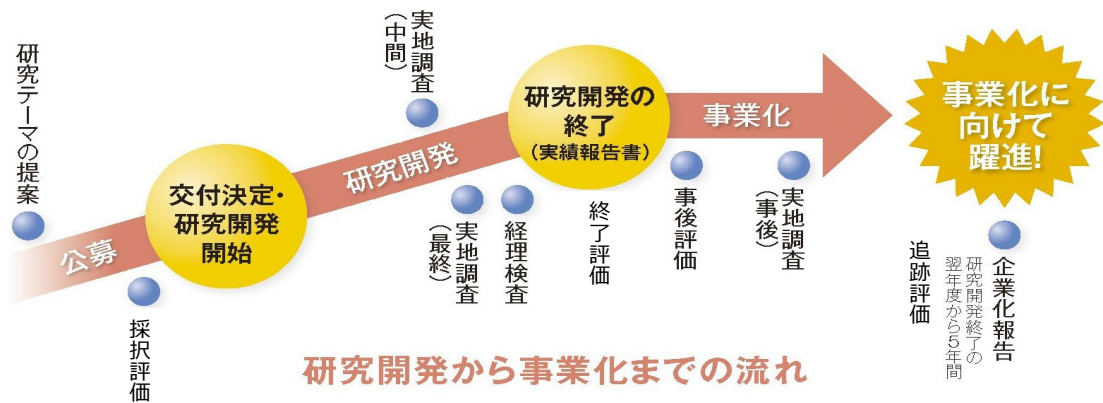 研究テーマの提案
公募
採択評価
交付決定・
研究開発
開始
研究開発
実地調査
(中間)
実地調査
(最終)
経理検査
研究開発の
終了
(実績報告書)
終了評価
事業化
事後評価
実地調査
(事後)
事業化に
向けて
躍進!
追跡評価
企業化報告
研究開発終了の
翌年度から5年間
研究開発から事業化までの流れ